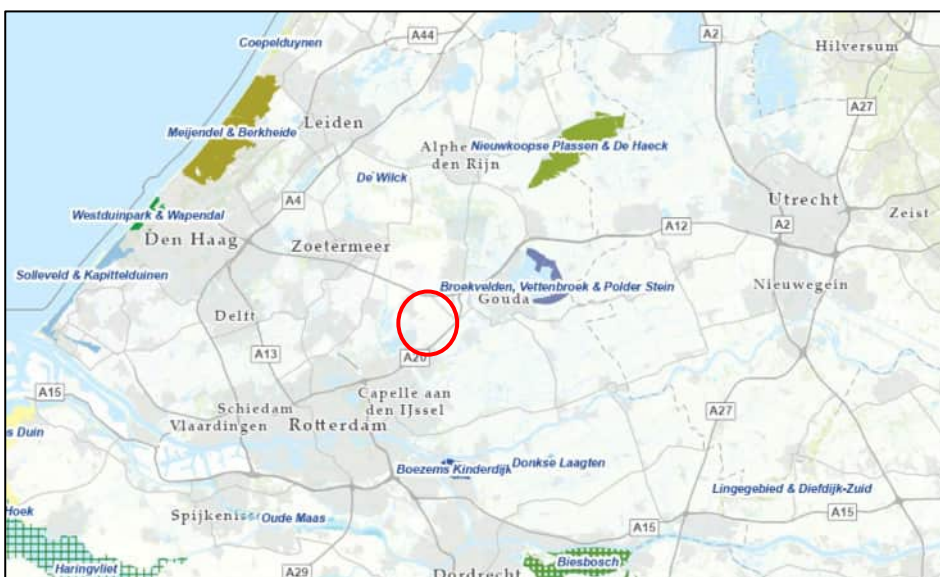 Coepelduynen
A44
A2
Hilversum
A27
Meijendel & Berkheide
Leiden
Alphe
den Rijn
Nieuwkoopse Plassen & De Haeck
De Wilck
Utrecht
Westduinpark & Wapendal
A4
Zeist
Den Haag
Zoetermeer
A12
A2
Solleveld & Kapittelduinen
Broekvelden, Vettenbroek & Polder Stein
Gouda
Nieuwegein
Delft
A13
A20
A15
Capelle aan
den IJssel
Schiedam
Vlaardingen
Rotterdam
A27
s Duin
Boezems Kinderdijk
Donkse Laagten
Lingegebied & Diefdijk-Zuid
Hoek
Spijkenis
Oude Maas
A15
A15
Haringvliet
A29
Dordrecht
Biesbosch